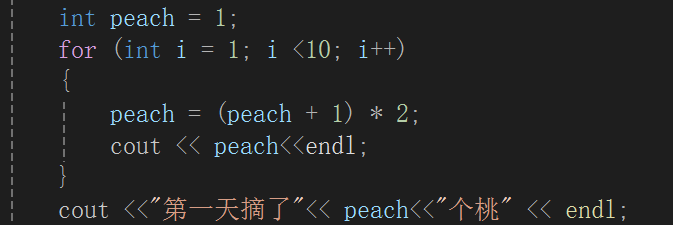 int peach = 1;
for (int i = 1; i <10; i++)
{
peach = (peach + 1) * 2;
cout << peach<<endl;
}
cout <<"第一天摘了"<< peach<<"个桃" << endl;